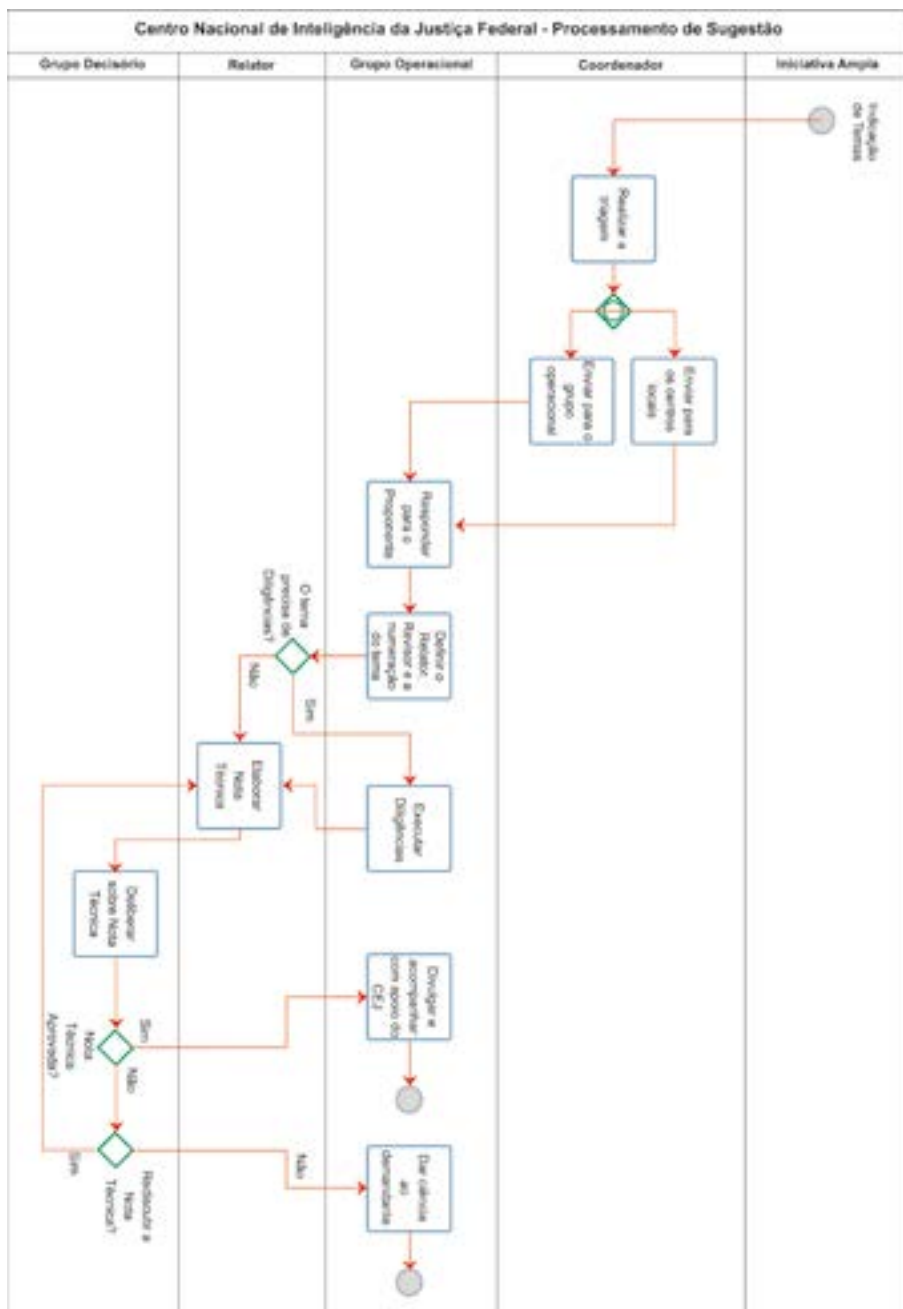 Centro Nacional de Inteligência da Justiça Federal - Processamento de Sugestão
Grupo Decisório
Relator
Grupo Operacional
Coordenador
Iniciativa Ampla
Indicação
de Temas
Realizar a
triagem
Enviar para
os centros
locais
Enviar para o
grupo
operacional
Responder
para o
Proponente
Definir o
Relator,
Revisor e a
numeração
do tema
O tema
precisa de
Diligências?
Não
Sim
Elaborar
Nota
Técnica
Executar
Diligências
Deliberar
sobre Nota
Técnica
Divulgar e
acompanhar
com apoio do
CEJ
Sim
Nota
Técnica
Aprovada?
Não
Dar ciência
ao
demandante
Não
Sim
Rediscutir a
Nota
Técnica?